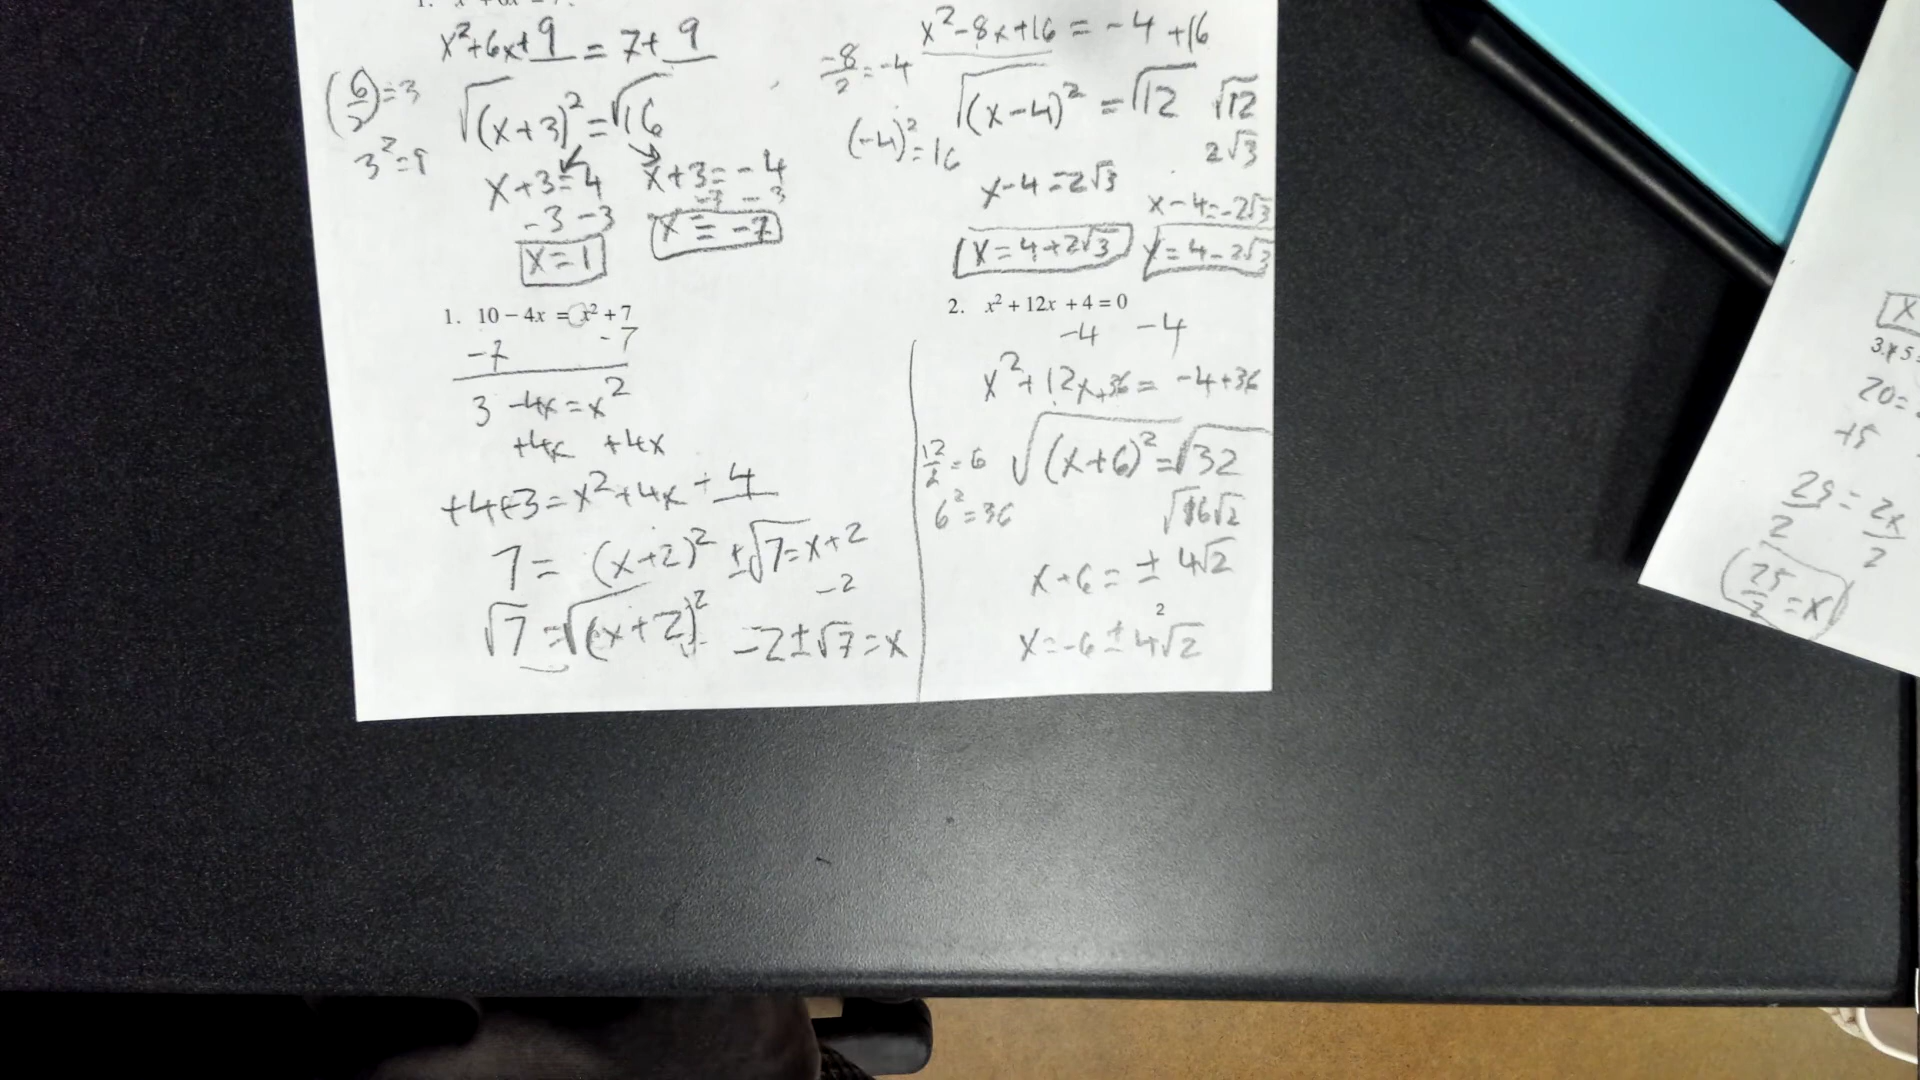 x²+6x+9 = 7+9
(6/2)=3
√(x+3)² = √16
3²=9
x+3=4
x+3=-4
-3 -3
-3 -3
x=1
x=-7
x²-8x+16 = -4+16
-8/2=-4
√(x-4)² = √12
√12
(-4)²=16
2√3
x-4=2√3
x-4=-2√3
x=4+2√3
x=4-2√3
1. 10 − 4x = x² + 7
-7 -7
3 -4x=x²
+4x +4x
+4+3=x²+4x+4
7= (x+2)²
√7=√(x+2)²
±√7=x+2
-2
-2±√7=x
2. x² + 12x + 4 = 0
-4 -4
x²+12x+36= -4+36
12/2=6
√(x+6)²=√32
6²=36
√16√2
x+6= ± 4√2
2
x=-6±4√2
x
20=
+5
25/2=2x/2
25/2=x